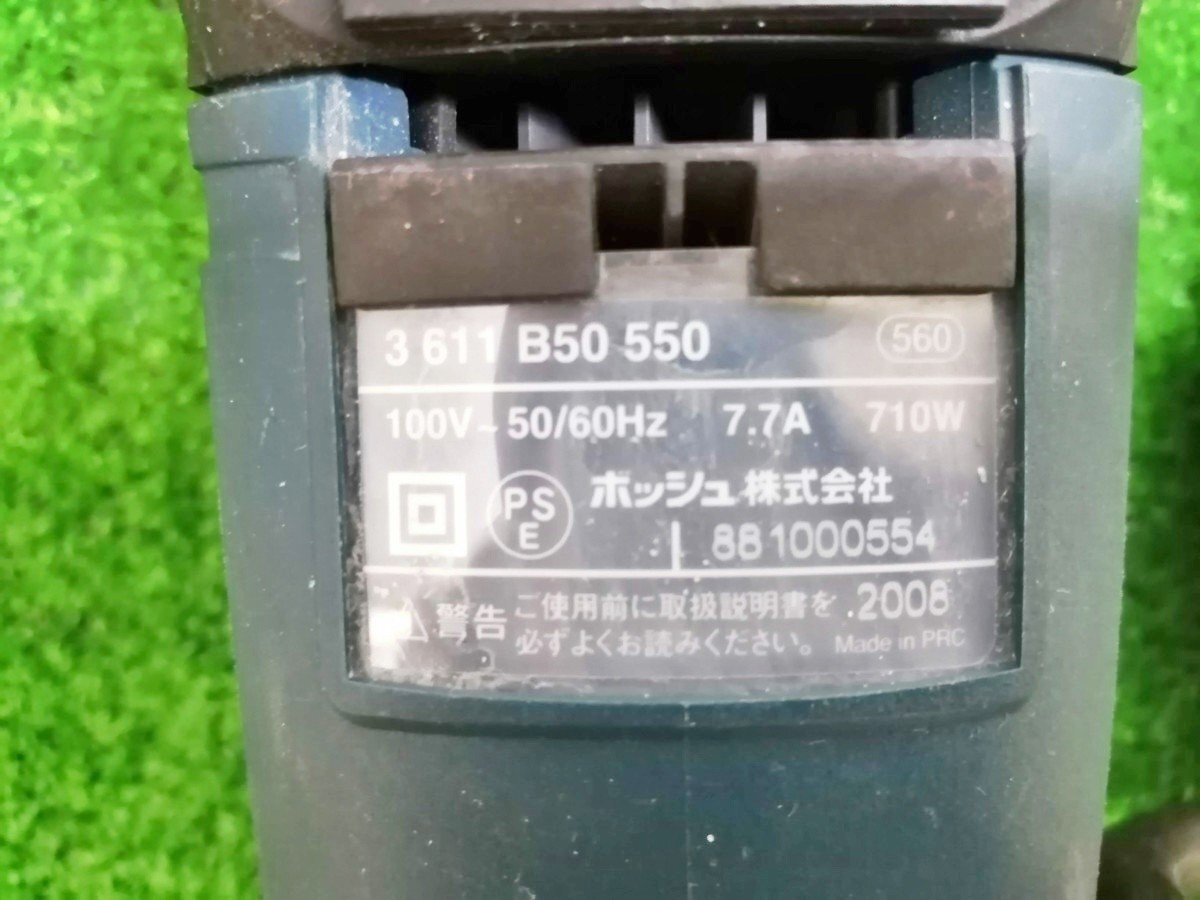 3 611 B50 550 560
100V~50/60Hz 7.7A 710W
PS
E
ボッシュ株式会社
881000554
警告 ご使用前に取扱説明書を
必ずよくお読みください。
.2008
Made in PRC